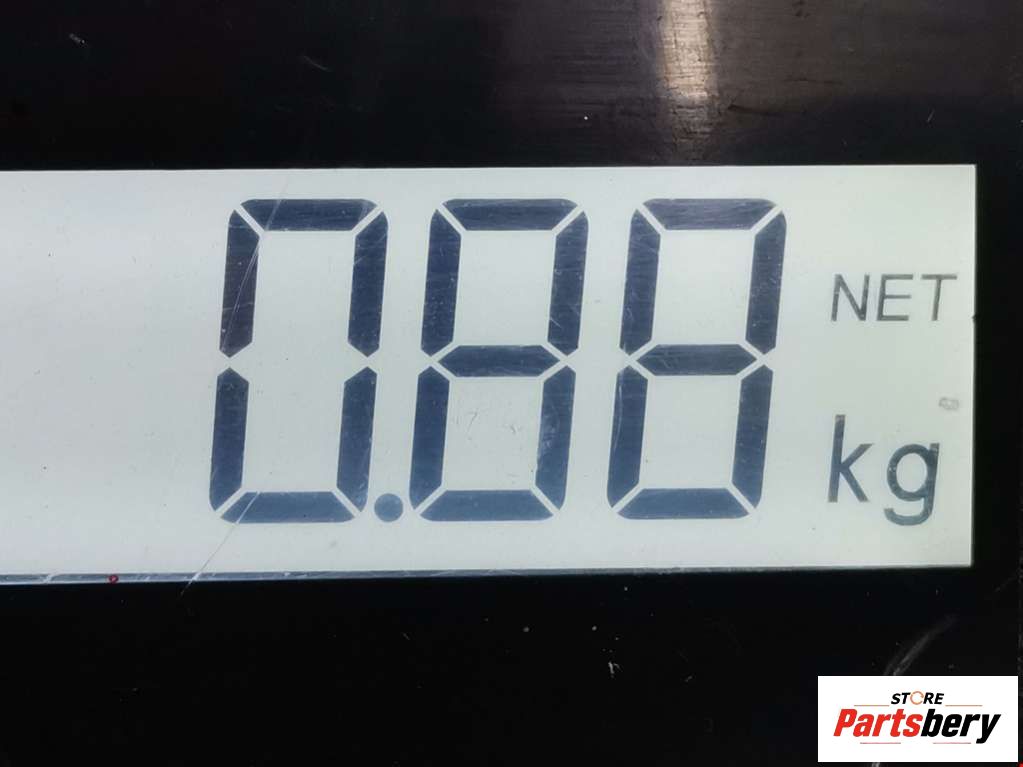 0.88
NET
kg
STORE
Partsbery